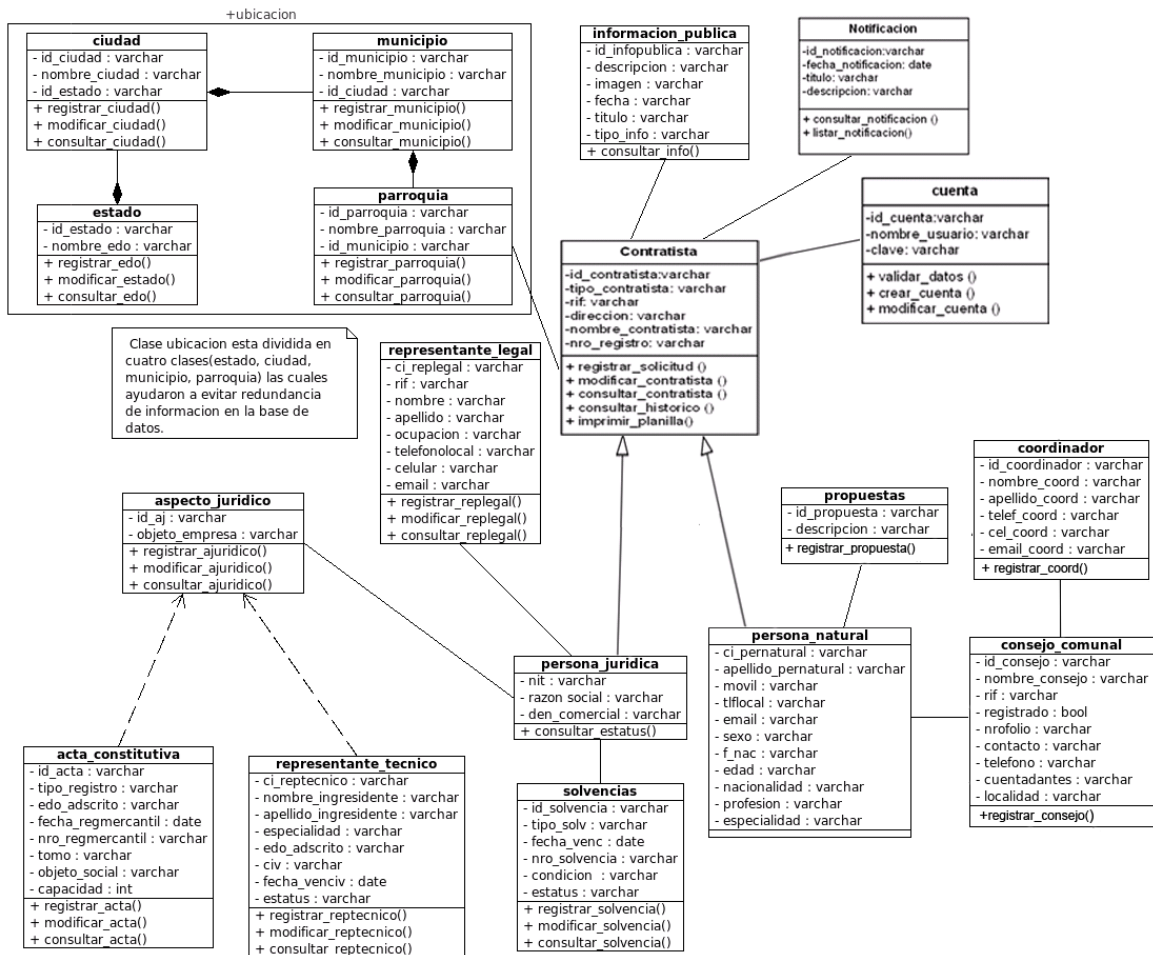 +ubicacion
ciudad
- id_ciudad : varchar
- nombre_ciudad : varchar
- id_estado : varchar
+ registrar_ciudad()
+ modificar_ciudad()
+ consultar_ciudad()
municipio
- id_municipio : varchar
- nombre_municipio : varchar
- id_ciudad : varchar
+ registrar_municipio()
+ modificar_municipio()
+ consultar_municipio()
estado
- id_estado : varchar
- nombre_edo : varchar
+ registrar_edo()
+ modificar_estado()
+ consultar_edo()
parroquia
- id_parroquia : varchar
- nombre_parroquia : varchar
- id_municipio : varchar
+ registrar_parroquia()
+ modificar_parroquia()
+ consultar_parroquia()
informacion_publica
- id_infopublica : varchar
- descripcion : varchar
- imagen : varchar
- fecha : varchar
- titulo : varchar
- tipo_info : varchar
+ consultar_info()
Notificacion
-id_notificacion:varchar
-fecha_notificacion: date
-titulo: varchar
-descripcion: varchar
+ consultar_notificacion ()
+ listar_notificacion()
cuenta
-id_cuenta:varchar
-nombre_usuario: varchar
-clave: varchar
+ validar_datos ()
+ crear_cuenta ()
+ modificar_cuenta ()
Contratista
-id_contratista:varchar
-tipo_contratista: varchar
-rif: varchar
-direccion: varchar
-nombre_contratista: varchar
-nro_registro: varchar
+ registrar_solicitud ()
+ modificar_contratista ()
+ consultar_contratista ()
+ consultar_historico ()
+ imprimir_planilla()
Clase ubicacion esta dividida en
cuatro clases(estado, ciudad,
municipio, parroquia) las cuales
ayudaron a evitar redundancia
de informacion en la base de
datos.
representante_legal
- ci_replegal : varchar
- rif : varchar
- nombre : varchar
- apellido : varchar
- ocupacion : varchar
- telefonolocal : varchar
- celular : varchar
- email : varchar
+ registrar_replegal()
+ modificar_replegal()
+ consultar_replegal()
aspecto_juridico
- id_aj : varchar
- objeto_empresa : varchar
+ registrar_ajuridico()
+ modificar_ajuridico()
+ consultar_ajuridico()
propuestas
- id_propuesta : varchar
- descripcion : varchar
+ registrar_propuesta()
coordinador
- id_coordinador : varchar
- nombre_coord : varchar
- apellido_coord : varchar
- telef_coord : varchar
- cel_coord : varchar
- email_coord : varchar
+ registrar_coord()
persona_juridica
- nit : varchar
- razon social : varchar
- den_comercial : varchar
+ consultar_estatus()
persona_natural
- ci_pernatural : varchar
- apellido_pernatural : varchar
- movil : varchar
- tlflocal : varchar
- email : varchar
- sexo : varchar
- f_nac : varchar
- edad : varchar
- nacionalidad : varchar
- profesion : varchar
- especialidad : varchar
consejo_comunal
- id_consejo : varchar
- nombre_consejo : varchar
- rif : varchar
- registrado : bool
- nrofolio : varchar
- contacto : varchar
- telefono : varchar
- cuentadantes : varchar
- localidad : varchar
+registrar_consejo()
acta_constitutiva
- id_acta : varchar
- tipo_registro : varchar
- edo_adscrito : varchar
- fecha_regmercantil : date
- nro_regmercantil : varchar
- tomo : varchar
- objeto_social : varchar
- capacidad : int
+ registrar_acta()
+ modificar_acta()
+ consultar_acta()
representante_tecnico
- ci_reptecnico : varchar
- nombre_ingresidente : varchar
- apellido_ingresidente : varchar
- especialidad : varchar
- edo_adscrito : varchar
- civ : varchar
- fecha_venciv : date
- estatus : varchar
+ registrar_reptecnico()
+ modificar_reptecnico()
+ consultar_reptecnico()
solvencias
- id_solvencia : varchar
- tipo_solv : varchar
- fecha_venc : date
- nro_solvencia : varchar
- condicion : varchar
- estatus : varchar
+ registrar_solvencia()
+ modificar_solvencia()
+ consultar_solvencia()